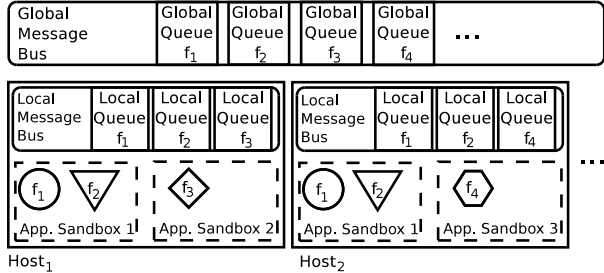 Global Message Bus
Global Queue f1
Global Queue f2
Global Queue f3
Global Queue f4
...
Local Message Bus
Local Queue f1
Local Queue f2
Local Queue f3
f1
f2
App. Sandbox 1
f3
App. Sandbox 2
Host1
Local Message Bus
Local Queue f1
Local Queue f2
Local Queue f4
f1
f2
App. Sandbox 1
f4
App. Sandbox 3
Host2
...